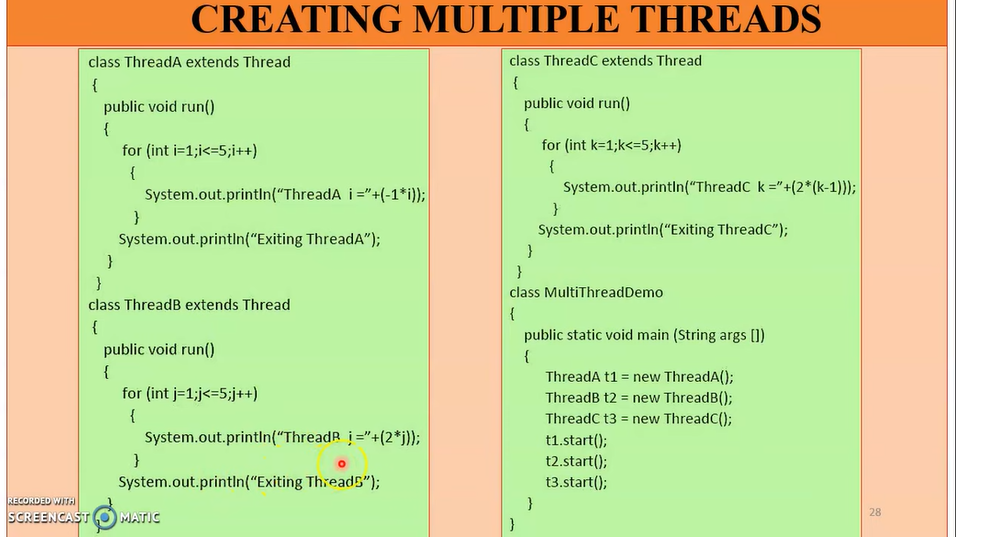 CREATING MULTIPLE THREADS
class ThreadA extends Thread
{
public void run()
{
for (int i=1;i<=5;i++)
{
System.out.println(“ThreadA i =”+(-1*i));
}
System.out.println(“Exiting ThreadA”);
}
}
class ThreadB extends Thread
{
public void run()
{
for (int j=1;j<=5;j++)
{
System.out.println(“ThreadB j =”+(2*j));
}
System.out.println(“Exiting ThreadB”);
}
}
class ThreadC extends Thread
{
public void run()
{
for (int k=1;k<=5;k++)
{
System.out.println(“ThreadC k =”+(2*(k-1)));
}
System.out.println(“Exiting ThreadC”);
}
}
class MultiThreadDemo
{
public static void main (String args [])
{
ThreadA t1 = new ThreadA();
ThreadB t2 = new ThreadB();
ThreadC t3 = new ThreadC();
t1.start();
t2.start();
t3.start();
}
}
28
RECORDED WITH
SCREENCAST MATIC